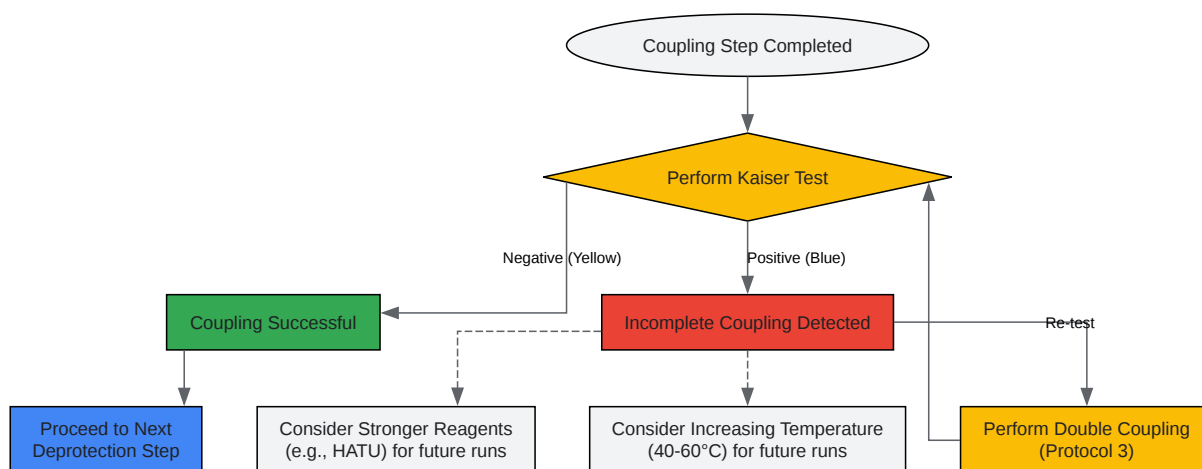 Coupling Step Completed
Perform Kaiser Test
Negative (Yellow)
Positive (Blue)
Coupling Successful
Incomplete Coupling Detected
Re-test
Proceed to Next
Deprotection Step
Consider Stronger Reagents
(e.g., HATU) for future runs
Consider Increasing Temperature
(40-60°C) for future runs
Perform Double Coupling
(Protocol 3)